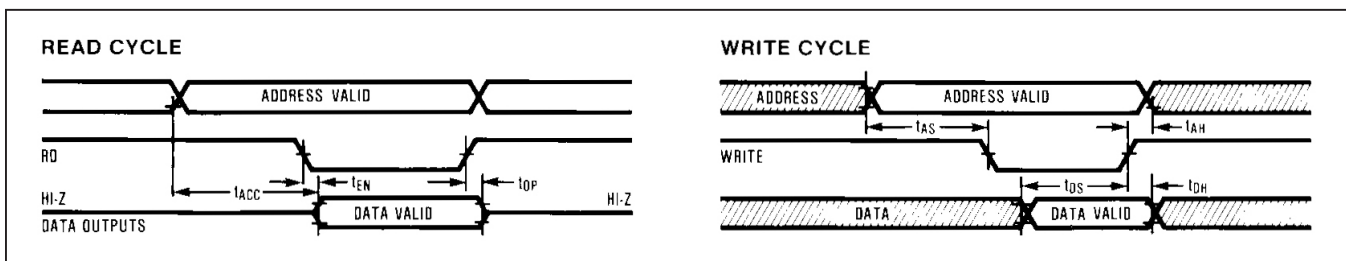 READ CYCLE
ADDRESS VALID
RD
tACC
tEN
tOP
HI-Z
HI-Z
DATA VALID
DATA OUTPUTS
WRITE CYCLE
ADDRESS
ADDRESS VALID
tAS
tAH
WRITE
tDS
tDH
DATA
DATA VALID